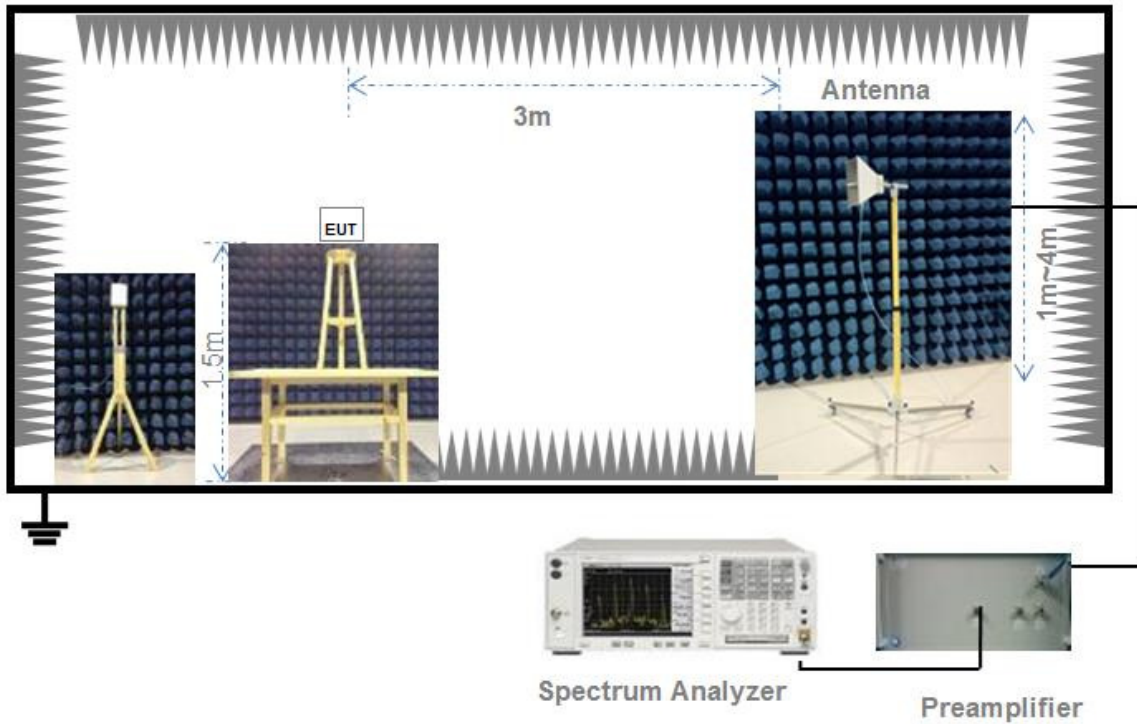 Antenna
3m
EUT
1.5m
1m~4m
Spectrum Analyzer
Preamplifier